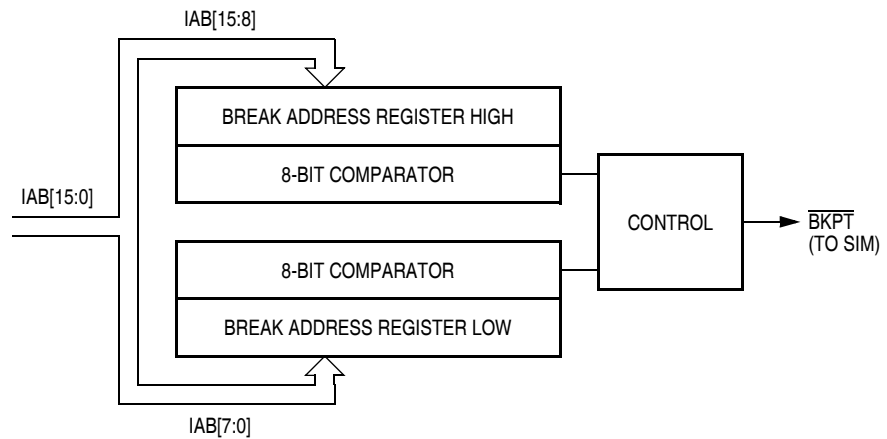 IAB[15:8]
BREAK ADDRESS REGISTER HIGH
8-BIT COMPARATOR
IAB[15:0]
CONTROL
BKPT
(TO SIM)
8-BIT COMPARATOR
BREAK ADDRESS REGISTER LOW
IAB[7:0]